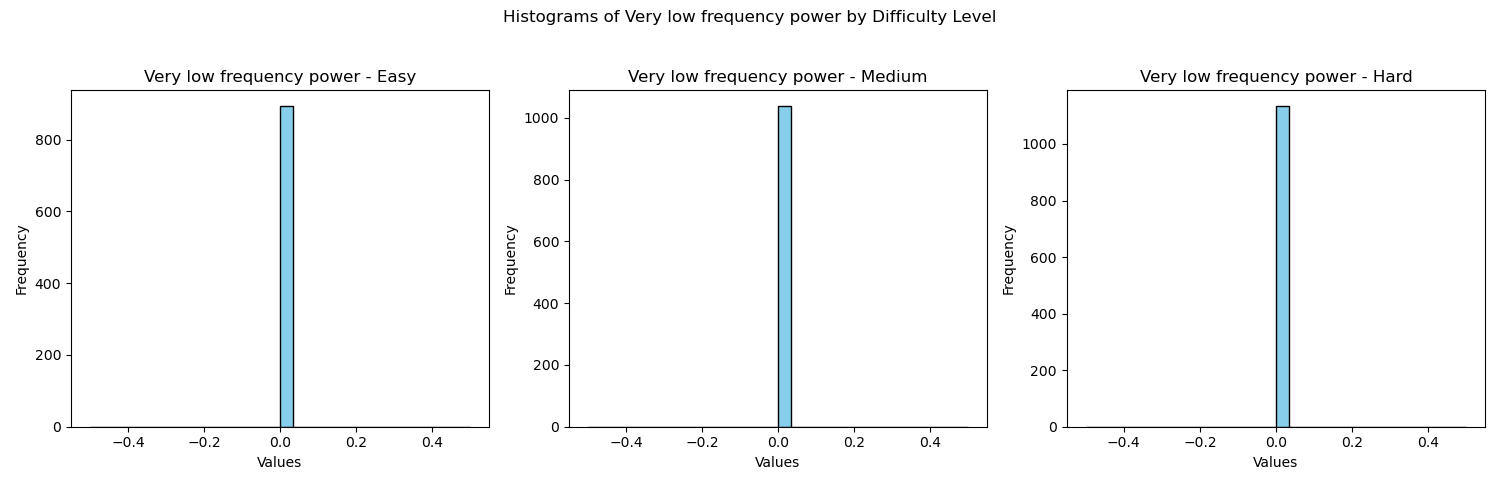 Histograms of Very low frequency power by Difficulty Level
Very low frequency power - Easy
Frequency
800
600
400
200
0
−0.4 −0.2 0.0 0.2 0.4
Values
Very low frequency power - Medium
Frequency
1000
800
600
400
200
0
−0.4 −0.2 0.0 0.2 0.4
Values
Very low frequency power - Hard
Frequency
1000
800
600
400
200
0
−0.4 −0.2 0.0 0.2 0.4
Values